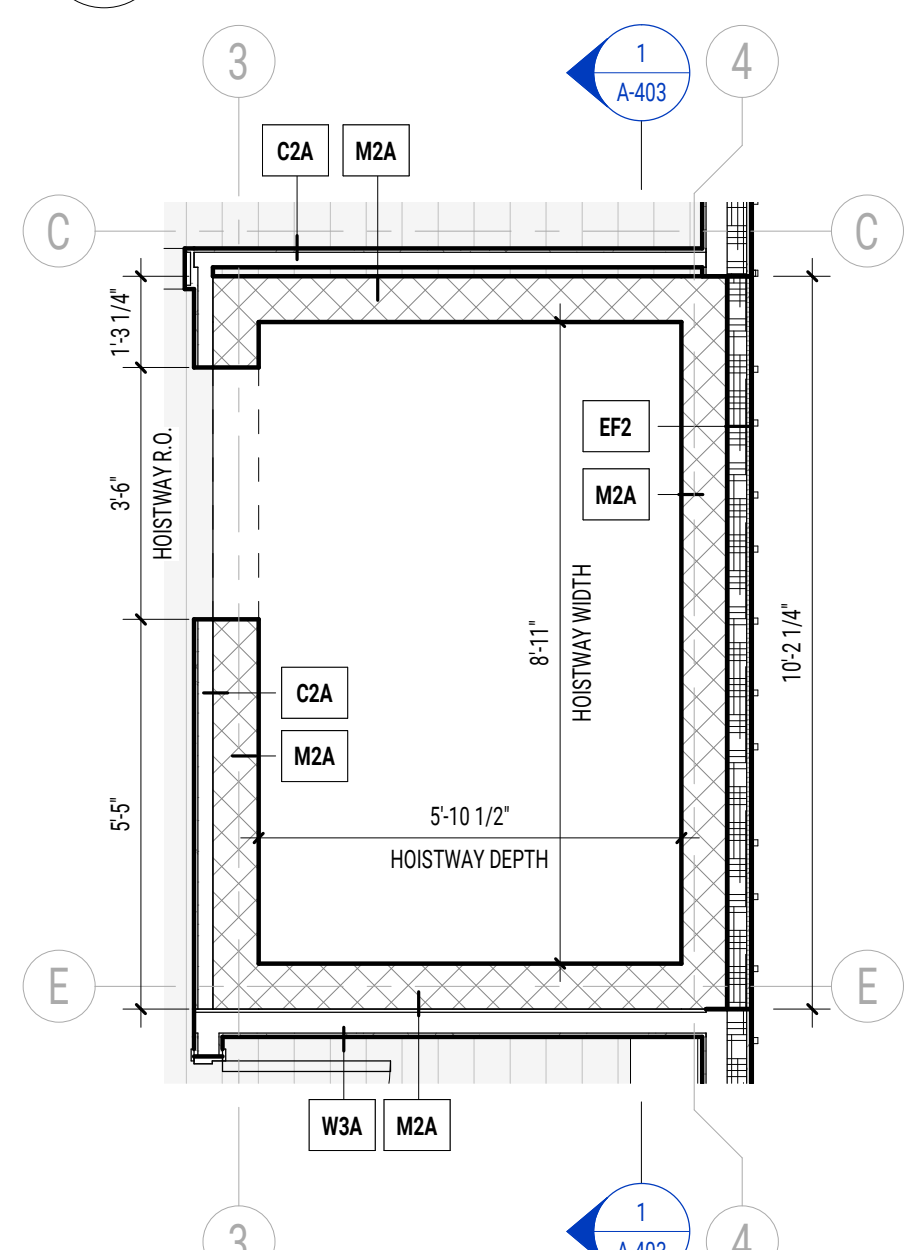 3
1
A-403
4
C2A
M2A
C
C
1'-3 1/4"
3'-6"
HOISTWAY R.O.
EF2
M2A
8'-11"
HOISTWAY WIDTH
10'-2 1/4"
C2A
M2A
5'-5"
5'-10 1/2"
HOISTWAY DEPTH
E
E
W3A
M2A
3
1
A-403
4